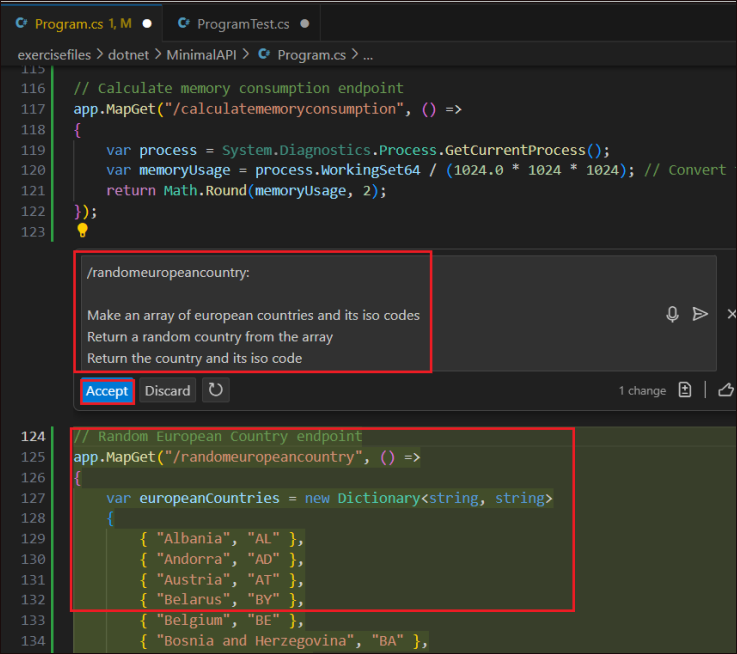 Program.cs 1, M ProgramTest.cs
exercisefiles > dotnet > MinimalAPI > Program.cs > ...
115
116 // Calculate memory consumption endpoint
117 app.MapGet("/calculatememoryconsumption", () =>
118 {
119 var process = System.Diagnostics.Process.GetCurrentProcess();
120 var memoryUsage = process.WorkingSet64 / (1024.0 * 1024 * 1024); // Convert
121 return Math.Round(memoryUsage, 2);
122 });
123
/randomeuropeancountry:
Make an array of european countries and its iso codes
Return a random country from the array
Return the country and its iso code
Accept Discard 1 change
124 // Random European Country endpoint
125 app.MapGet("/randomeuropeancountry", () =>
126 {
127 var europeanCountries = new Dictionary<string, string>
128 {
129 { "Albania", "AL" },
130 { "Andorra", "AD" },
131 { "Austria", "AT" },
132 { "Belarus", "BY" },
133 { "Belgium", "BE" },
134 { "Bosnia and Herzegovina", "BA" },